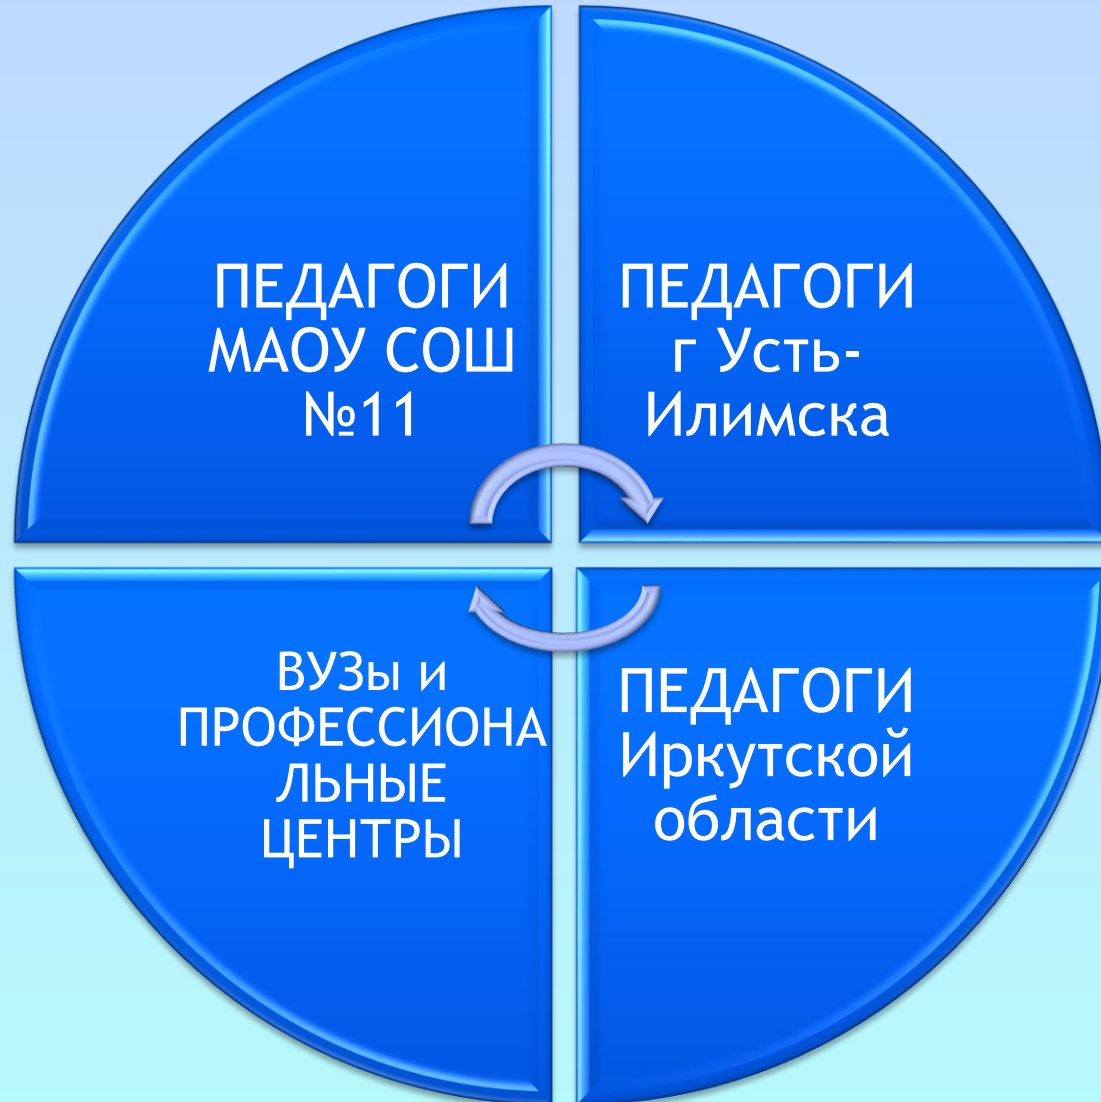 ПЕДАГОГИ
МАОУ СОШ
№11
ПЕДАГОГИ
г Усть-
Илимска
ВУЗы и
ПРОФЕССИОНА
ЛЬНЫЕ
ЦЕНТРЫ
ПЕДАГОГИ
Иркутской
области